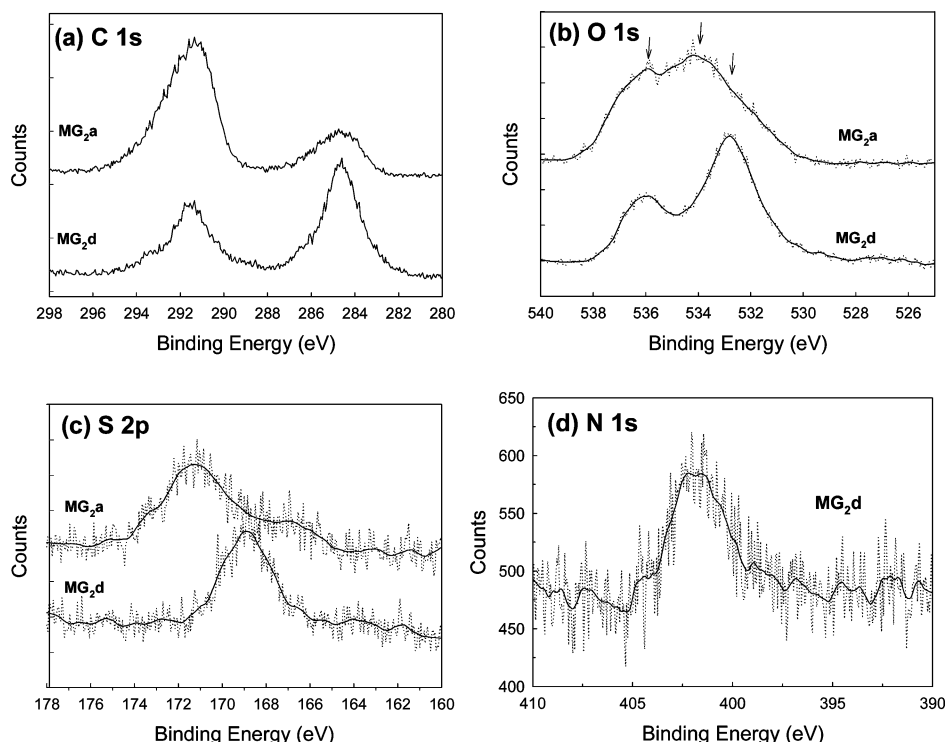 (a) C 1s
MG2a
MG2d
Counts
298 296 294 292 290 288 286 284 282 280
Binding Energy (eV)
(b) O 1s
MG2a
MG2d
Counts
540 538 536 534 532 530 528 526
Binding Energy (eV)
(c) S 2p
MG2a
MG2d
Counts
178 176 174 172 170 168 166 164 162 160
Binding Energy (eV)
(d) N 1s
MG2d
Counts
650
600
550
500
450
400
410 405 400 395 390
Binding Energy (eV)